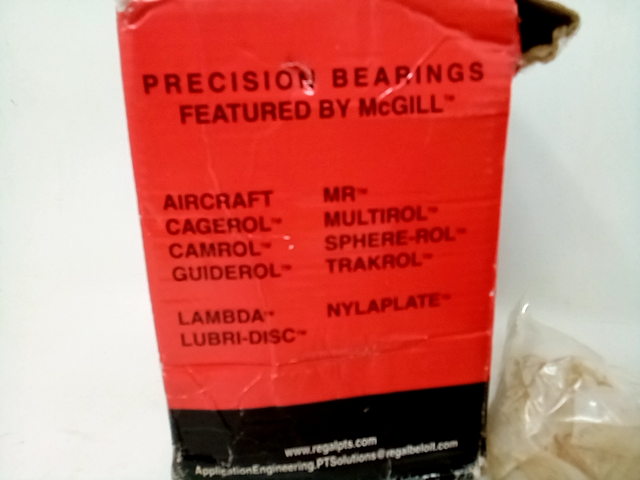 PRECISION BEARINGS
FEATURED BY McGILL™
AIRCRAFT
CAGEROL™
CAMROL™
GUIDEROL™
LAMBDA™
LUBRI-DISC™
MR™
MULTIROL™
SPHERE-ROL™
TRAKROL™
NYLAPLATE™
www.regalpts.com
ApplicationEngineering.PTSolutions@regalbeloit.com